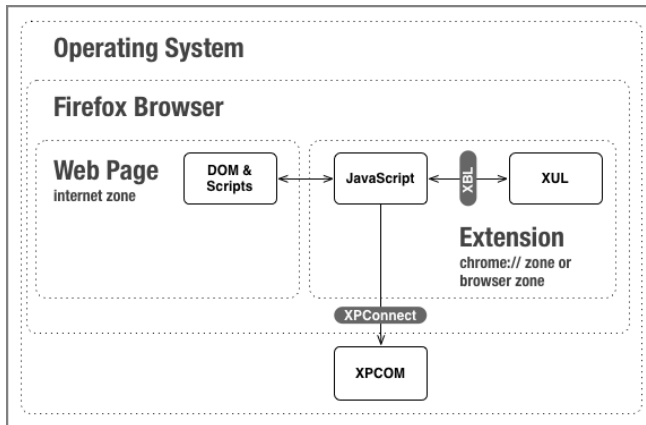 Operating System
Firefox Browser
Web Page
internet zone
DOM &
Scripts
JavaScript
XBL
XUL
Extension
chrome:// zone or
browser zone
XPConnect
XPCOM